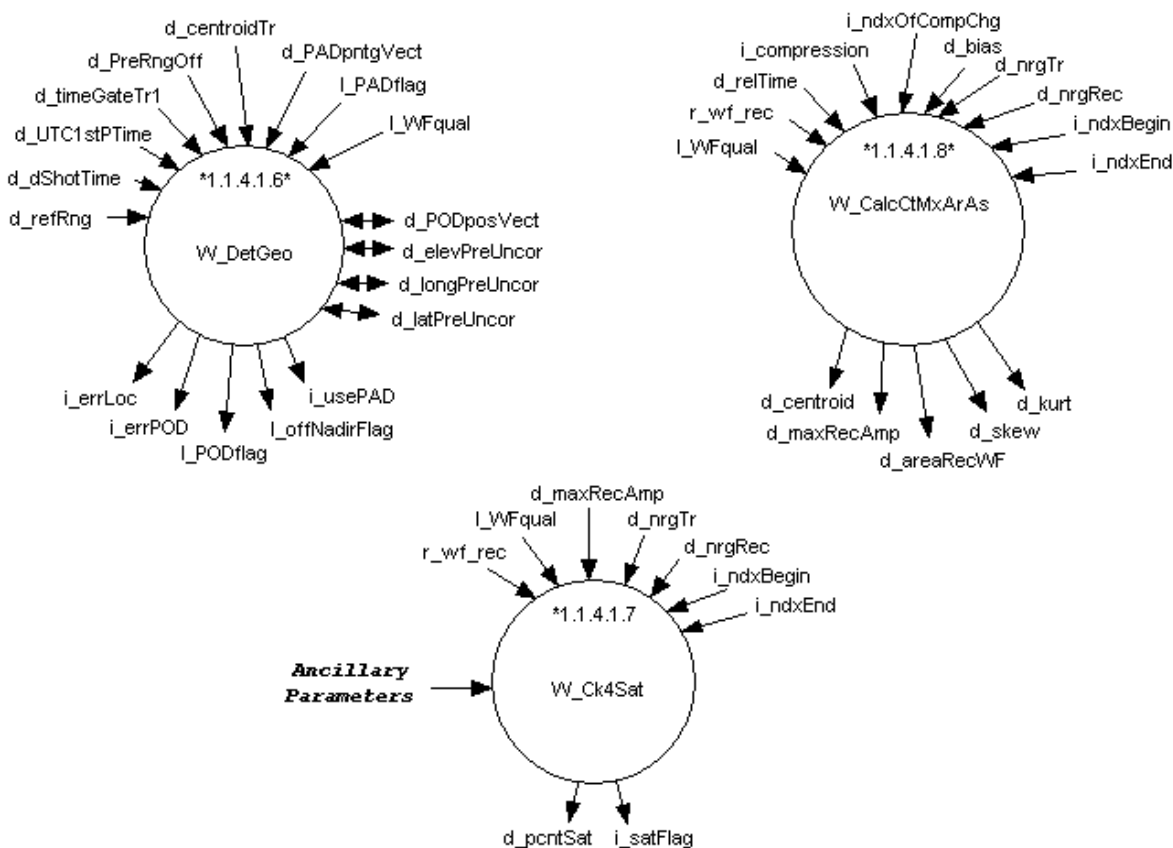 d_centroidTr
d_PreRngOff
d_PADpntgVect
d_timeGateTr1
l_PADflag
d_UTC1stPTime
l_WFqual
d_dShotTime
*1.1.4.1.6*
d_refRng
d_PODposVect
W_DetGeo
d_elevPreUncor
d_longPreUncor
d_latPreUncor
i_errLoc
i_usePAD
i_errPOD
l_offNadirFlag
l_PODflag
i_ndxOfCompChg
i_compression
d_bias
d_relTime
d_nrgTr
r_wf_rec
d_nrgRec
l_WFqual
i_ndxBegin
*1.1.4.1.8*
i_ndxEnd
W_CalcCtMxArAs
d_centroid
d_kurt
d_maxRecAmp
d_skew
d_areaRecWF
d_maxRecAmp
l_WFqual
d_nrgTr
r_wf_rec
d_nrgRec
i_ndxBegin
i_ndxEnd
*1.1.4.1.7
Ancillary
Parameters
W_Ck4Sat
d_pcntSat
i_satFlag